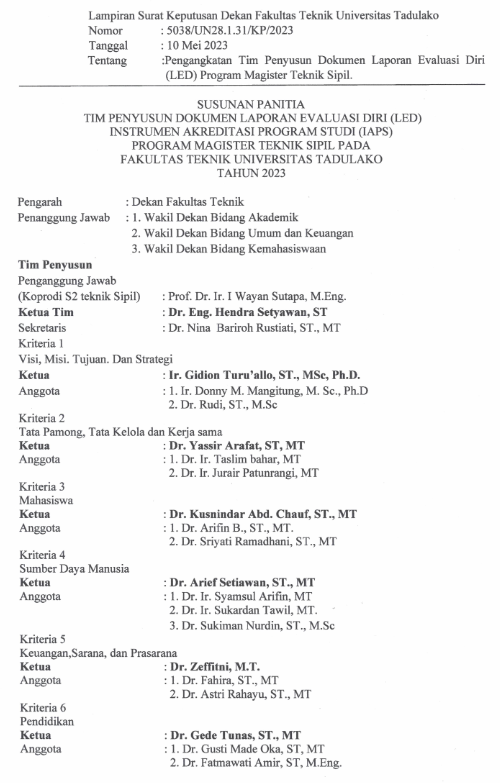 Lampiran Surat Keputusan Dekan Fakultas Teknik Universitas Tadulako
Nomor : 5038/UN28.1.31/KP/2023
Tanggal : 10 Mei 2023
Tentang :Pengangkatan Tim Penyusun Dokumen Laporan Evaluasi Diri
(LED) Program Magister Teknik Sipil.
SUSUNAN PANITIA
TIM PENYUSUN DOKUMEN LAPORAN EVALUASI DIRI (LED)
INSTRUMEN AKREDITASI PROGRAM STUDI (IAPS)
PROGRAM MAGISTER TEKNIK SIPIL PADA
FAKULTAS TEKNIK UNIVERSITAS TADULAKO
TAHUN 2023
Pengarah : Dekan Fakultas Teknik
Penanggung Jawab : 1. Wakil Dekan Bidang Akademik
2. Wakil Dekan Bidang Umum dan Keuangan
3. Wakil Dekan Bidang Kemahasiswaan
Tim Penyusun
Penganggung Jawab
(Koprodi S2 teknik Sipil) : Prof. Dr. Ir. I Wayan Sutapa, M.Eng.
Ketua Tim : Dr. Eng. Hendra Setyawan, ST
Sekretaris : Dr. Nina Bariroh Rustiati, ST., MT
Kriteria 1
Visi, Misi. Tujuan. Dan Strategi
Ketua : Ir. Gidion Turu'allo, ST., MSc, Ph.D.
Anggota : 1. Ir. Donny M. Mangitung, M. Sc., Ph.D
2. Dr. Rudi, ST., M.Sc
Kriteria 2
Tata Pamong, Tata Kelola dan Kerja sama
Ketua : Dr. Yassir Arafat, ST, MT
Anggota : 1. Dr. Ir. Taslim bahar, MT
2. Dr. Ir. Jurair Patunrangi, MT
Kriteria 3
Mahasiswa
Ketua : Dr. Kusnindar Abd. Chauf, ST., MT
Anggota : 1. Dr. Arifin B., ST., MT.
2. Dr. Sriyati Ramadhani, ST., MT
Kriteria 4
Sumber Daya Manusia
Ketua : Dr. Arief Setiawan, ST., MT
Anggota : 1. Dr. Ir. Syamsul Arifin, MT
2. Dr. Ir. Sukardan Tawil, MT.
3. Dr. Sukiman Nurdin, ST., M.Sc
Kriteria 5
Keuangan,Sarana, dan Prasarana
Ketua : Dr. Zeffitni, M.T.
Anggota : 1. Dr. Fahira, ST., MT
2. Dr. Astri Rahayu, ST., MT
Kriteria 6
Pendidikan
Ketua : Dr. Gede Tunas, ST., MT
Anggota : 1. Dr. Gusti Made Oka, ST, MT
2. Dr. Fatmawati Amir, ST, M.Eng.